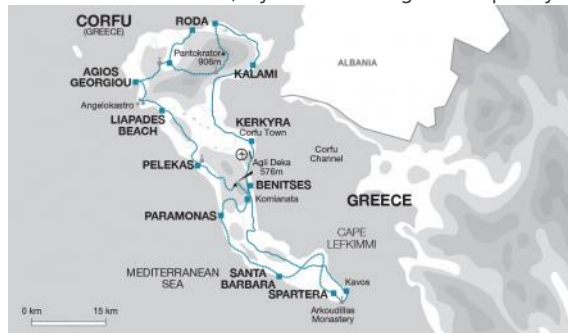 CORFU
(GREECE)
RODA
Pantokrator
906m
ALBANIA
AGIOS
GEORGIOU
KALAMI
Angelokastro
LIAPADES
BEACH
KERKYRA
Corfu Town
Corfu
Channel
Agii Deka
576m
PELEKAS
BENITSES
GREECE
Komianata
PARAMONAS
CAPE
LEFKIMMI
MEDITERRANEAN
SEA
SANTA
BARBARA
Kavos
SPARTERA
Arkoudillas
Monastery
0 km
15 km